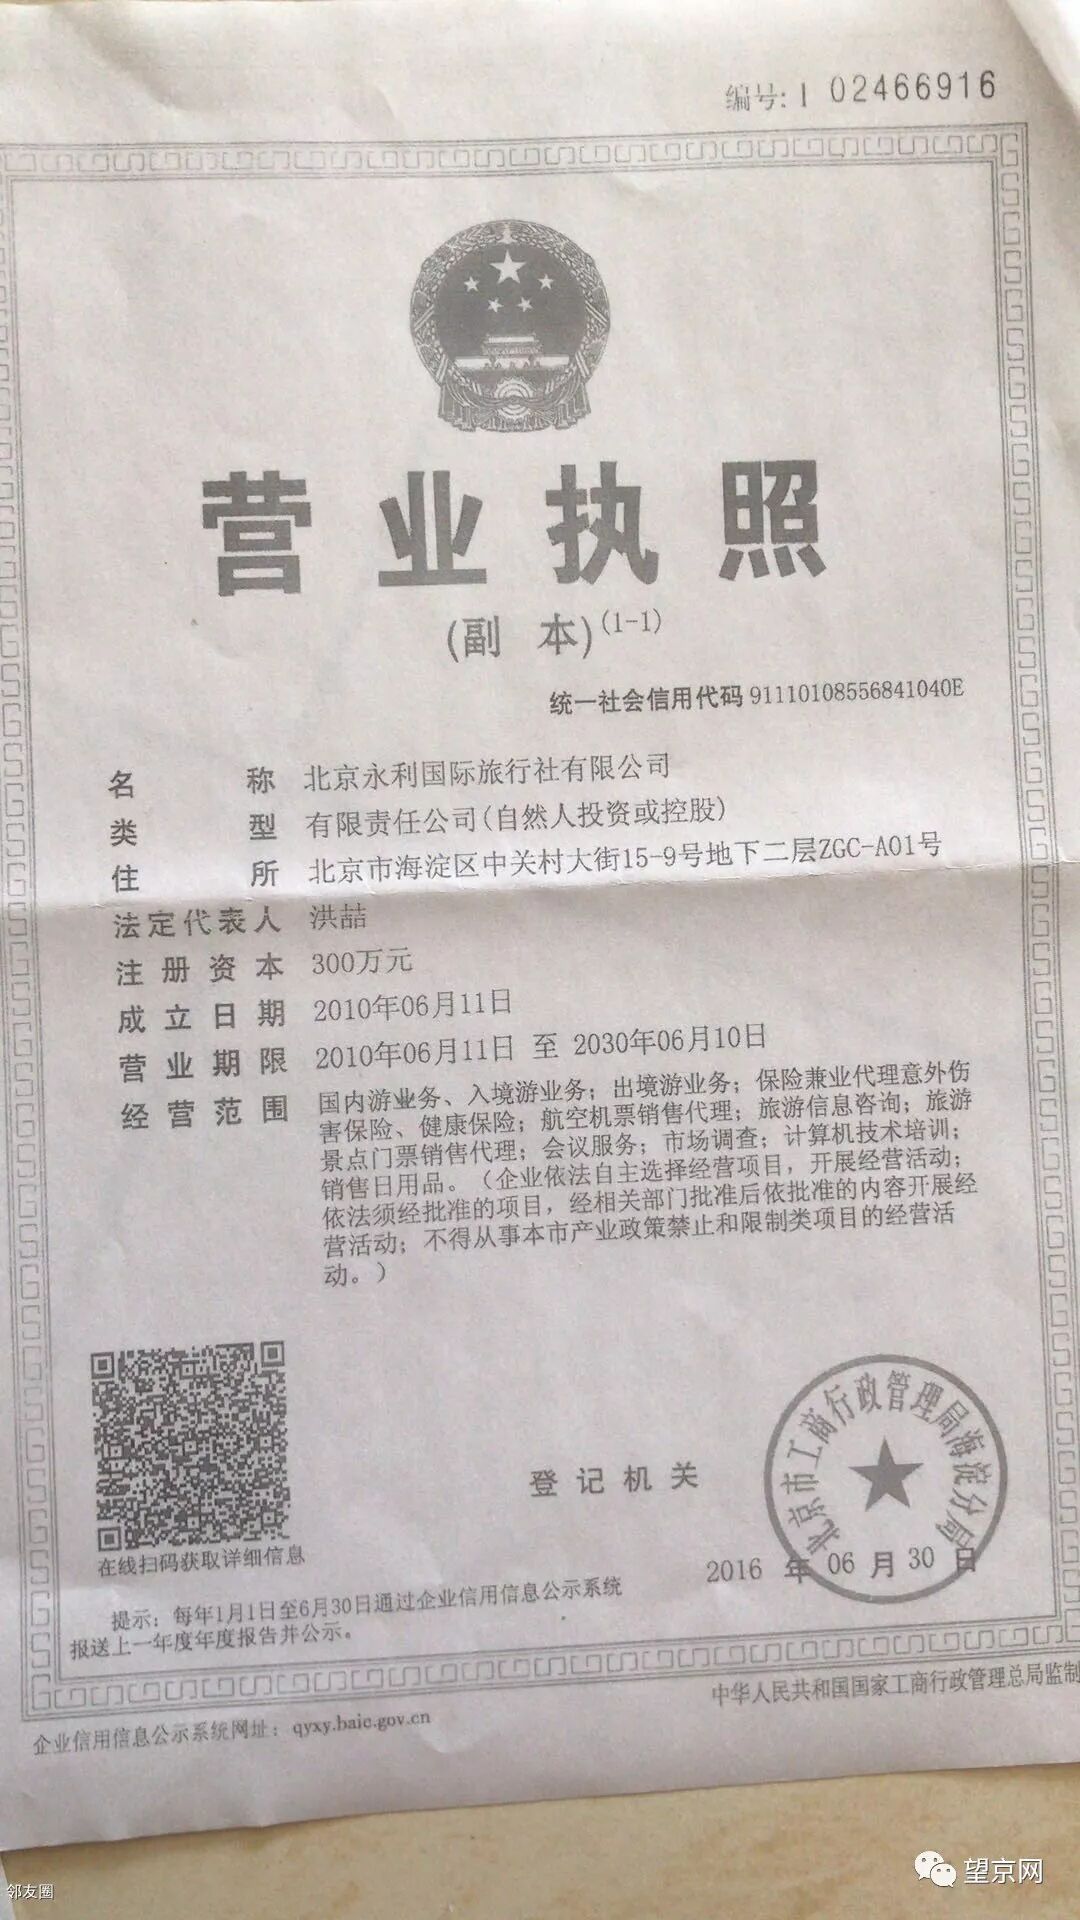 编号: I 02466916
营业执照
(副 本)(1-1)
统一社会信用代码 91110108556841040E
名 称 北京永利国际旅行社有限公司
类 型 有限责任公司(自然人投资或控股)
住 所 北京市海淀区中关村大街15-9号地下二层ZGC-A01号
法定代表人 洪喆
注册资本 300万元
成立日期 2010年06月11日
营业期限 2010年06月11日 至 2030年06月10日
经营范围 国内游业务、入境游业务；出境游业务；保险兼业代理意外伤
害保险、健康保险；航空机票销售代理；旅游信息咨询；旅游
景点门票销售代理；会议服务；市场调查；计算机技术培训；
销售日用品。（企业依法自主选择经营项目，开展经营活动；
依法须经批准的项目，经相关部门批准后依批准的内容开展经
营活动；不得从事本市产业政策禁止和限制类项目的经营活
动。）
在线扫码获取详细信息
登记机关
北京市工商行政管理局海淀分局
2016 年 06 月 30 日
提示: 每年1月1日至6月30日通过企业信用信息公示系统
报送上一年度年度报告并公示。
企业信用信息公示系统网址: qyxy.baic.gov.cn
中华人民共和国国家工商行政管理总局监制
邻友圈
望京网